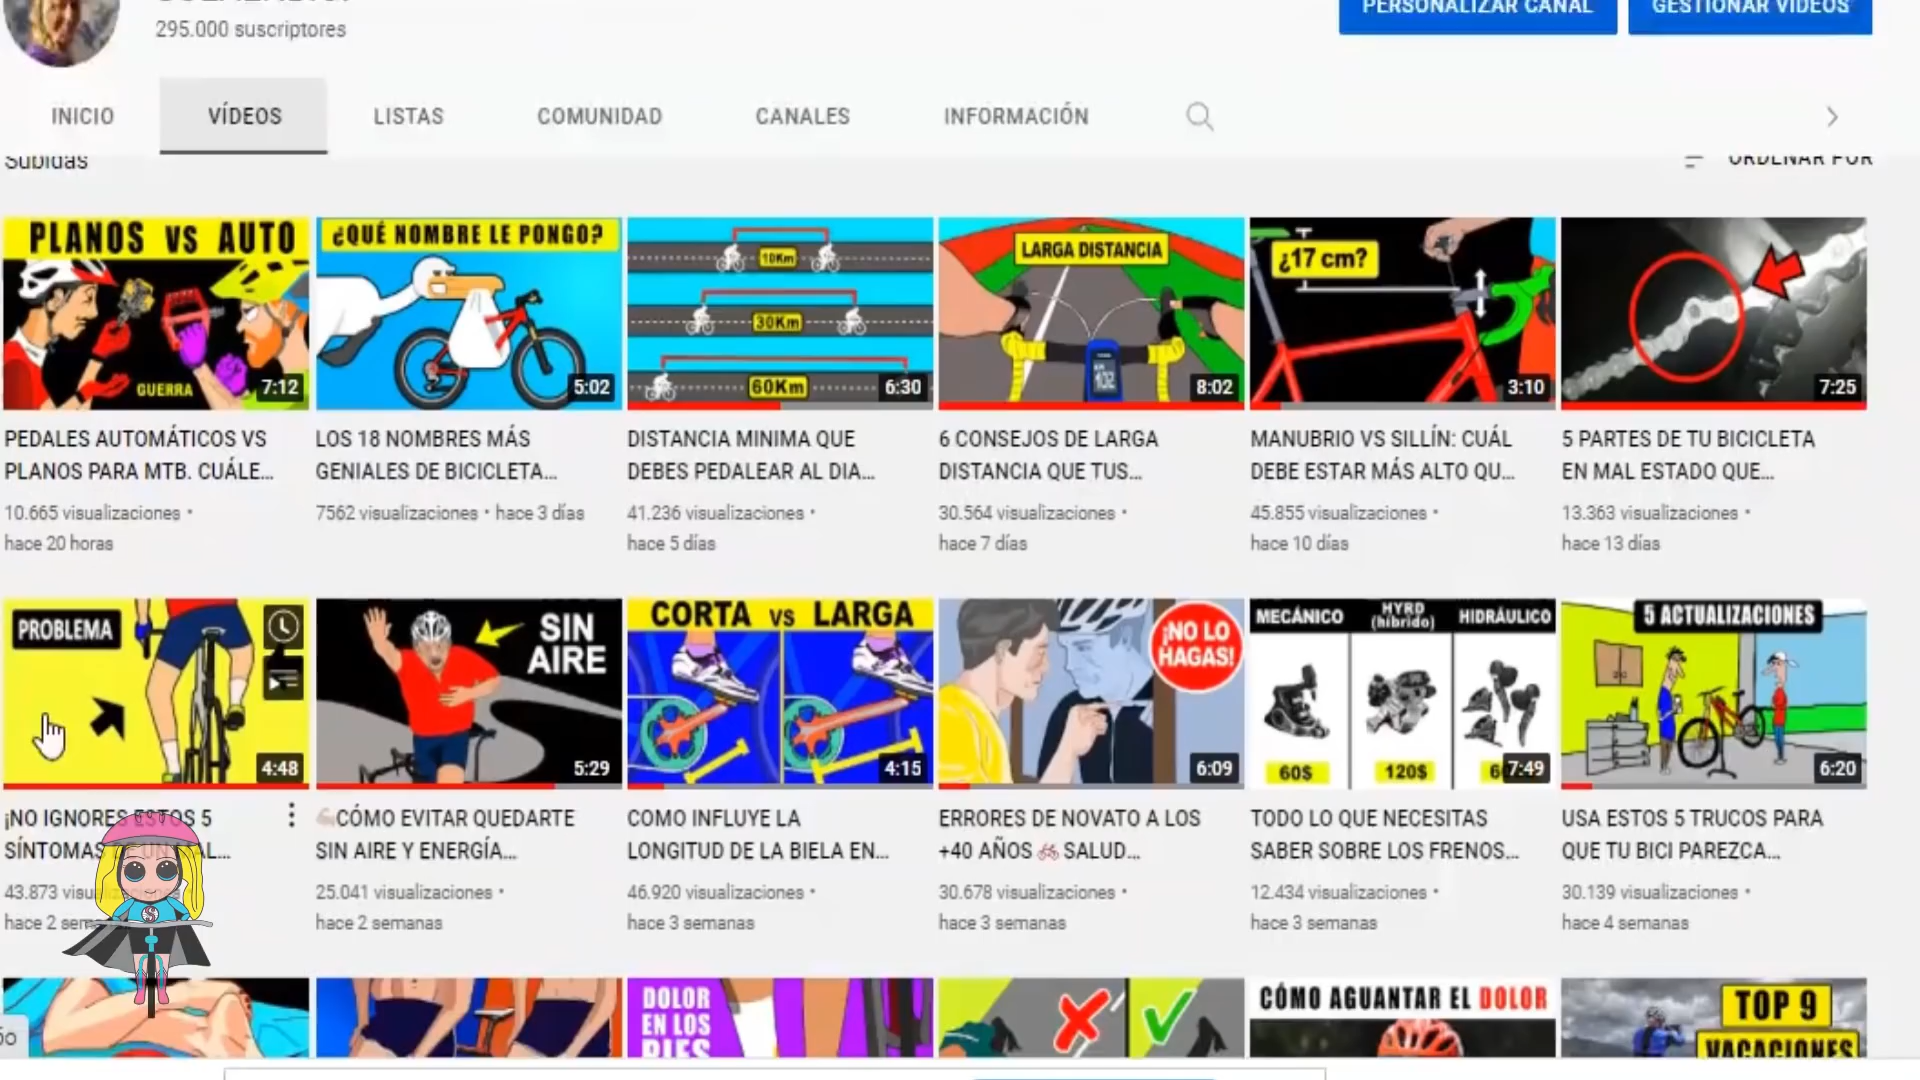 295.000 suscriptores
PERSONALIZAR CANAL
GESTIONAR VÍDEOS
INICIO
VÍDEOS
LISTAS
COMUNIDAD
CANALES
INFORMACIÓN
Subidas
ORDENAR POR
PLANOS VS AUTO
GUERRA
7:12
¿QUÉ NOMBRE LE PONGO?
5:02
10Km
30Km
60Km
6:30
LARGA DISTANCIA
102
8:02
¿17 cm?
3:10
7:25
PEDALES AUTOMÁTICOS VS
PLANOS PARA MTB. CUÁLE...
10.665 visualizaciones •
hace 20 horas
LOS 18 NOMBRES MÁS
GENIALES DE BICICLETA...
7562 visualizaciones • hace 3 días
DISTANCIA MINIMA QUE
DEBES PEDALEAR AL DIA...
41.236 visualizaciones •
hace 5 días
6 CONSEJOS DE LARGA
DISTANCIA QUE TUS...
30.564 visualizaciones •
hace 7 días
MANUBRIO VS SILLÍN: CUÁL
DEBE ESTAR MÁS ALTO QU...
45.855 visualizaciones •
hace 10 días
5 PARTES DE TU BICICLETA
EN MAL ESTADO QUE...
13.363 visualizaciones •
hace 13 días
PROBLEMA
4:48
SIN
AIRE
5:29
CORTA VS LARGA
4:15
¡NO LO
HAGAS!
6:09
MECÁNICO
HYRD
(híbrido)
HIDRÁULICO
60$
120$
7:49
5 ACTUALIZACIONES
6:20
¡NO IGNORES ESTOS 5
SÍNTOMAS
43.873
hace 2
CÓMO EVITAR QUEDARTE
SIN AIRE Y ENERGÍA...
25.041 visualizaciones •
hace 2 semanas
COMO INFLUYE LA
LONGITUD DE LA BIELA EN...
46.920 visualizaciones •
hace 3 semanas
ERRORES DE NOVATO A LOS
+40 AÑOS 🚲 SALUD...
30.678 visualizaciones •
hace 3 semanas
TODO LO QUE NECESITAS
SABER SOBRE LOS FRENOS...
12.434 visualizaciones •
hace 3 semanas
USA ESTOS 5 TRUCOS PARA
QUE TU BICI PAREZCA...
30.139 visualizaciones •
hace 4 semanas
S
DOLOR
EN LOS
PIES
CÓMO AGUANTAR EL DOLOR
TOP 9
VACACIONES